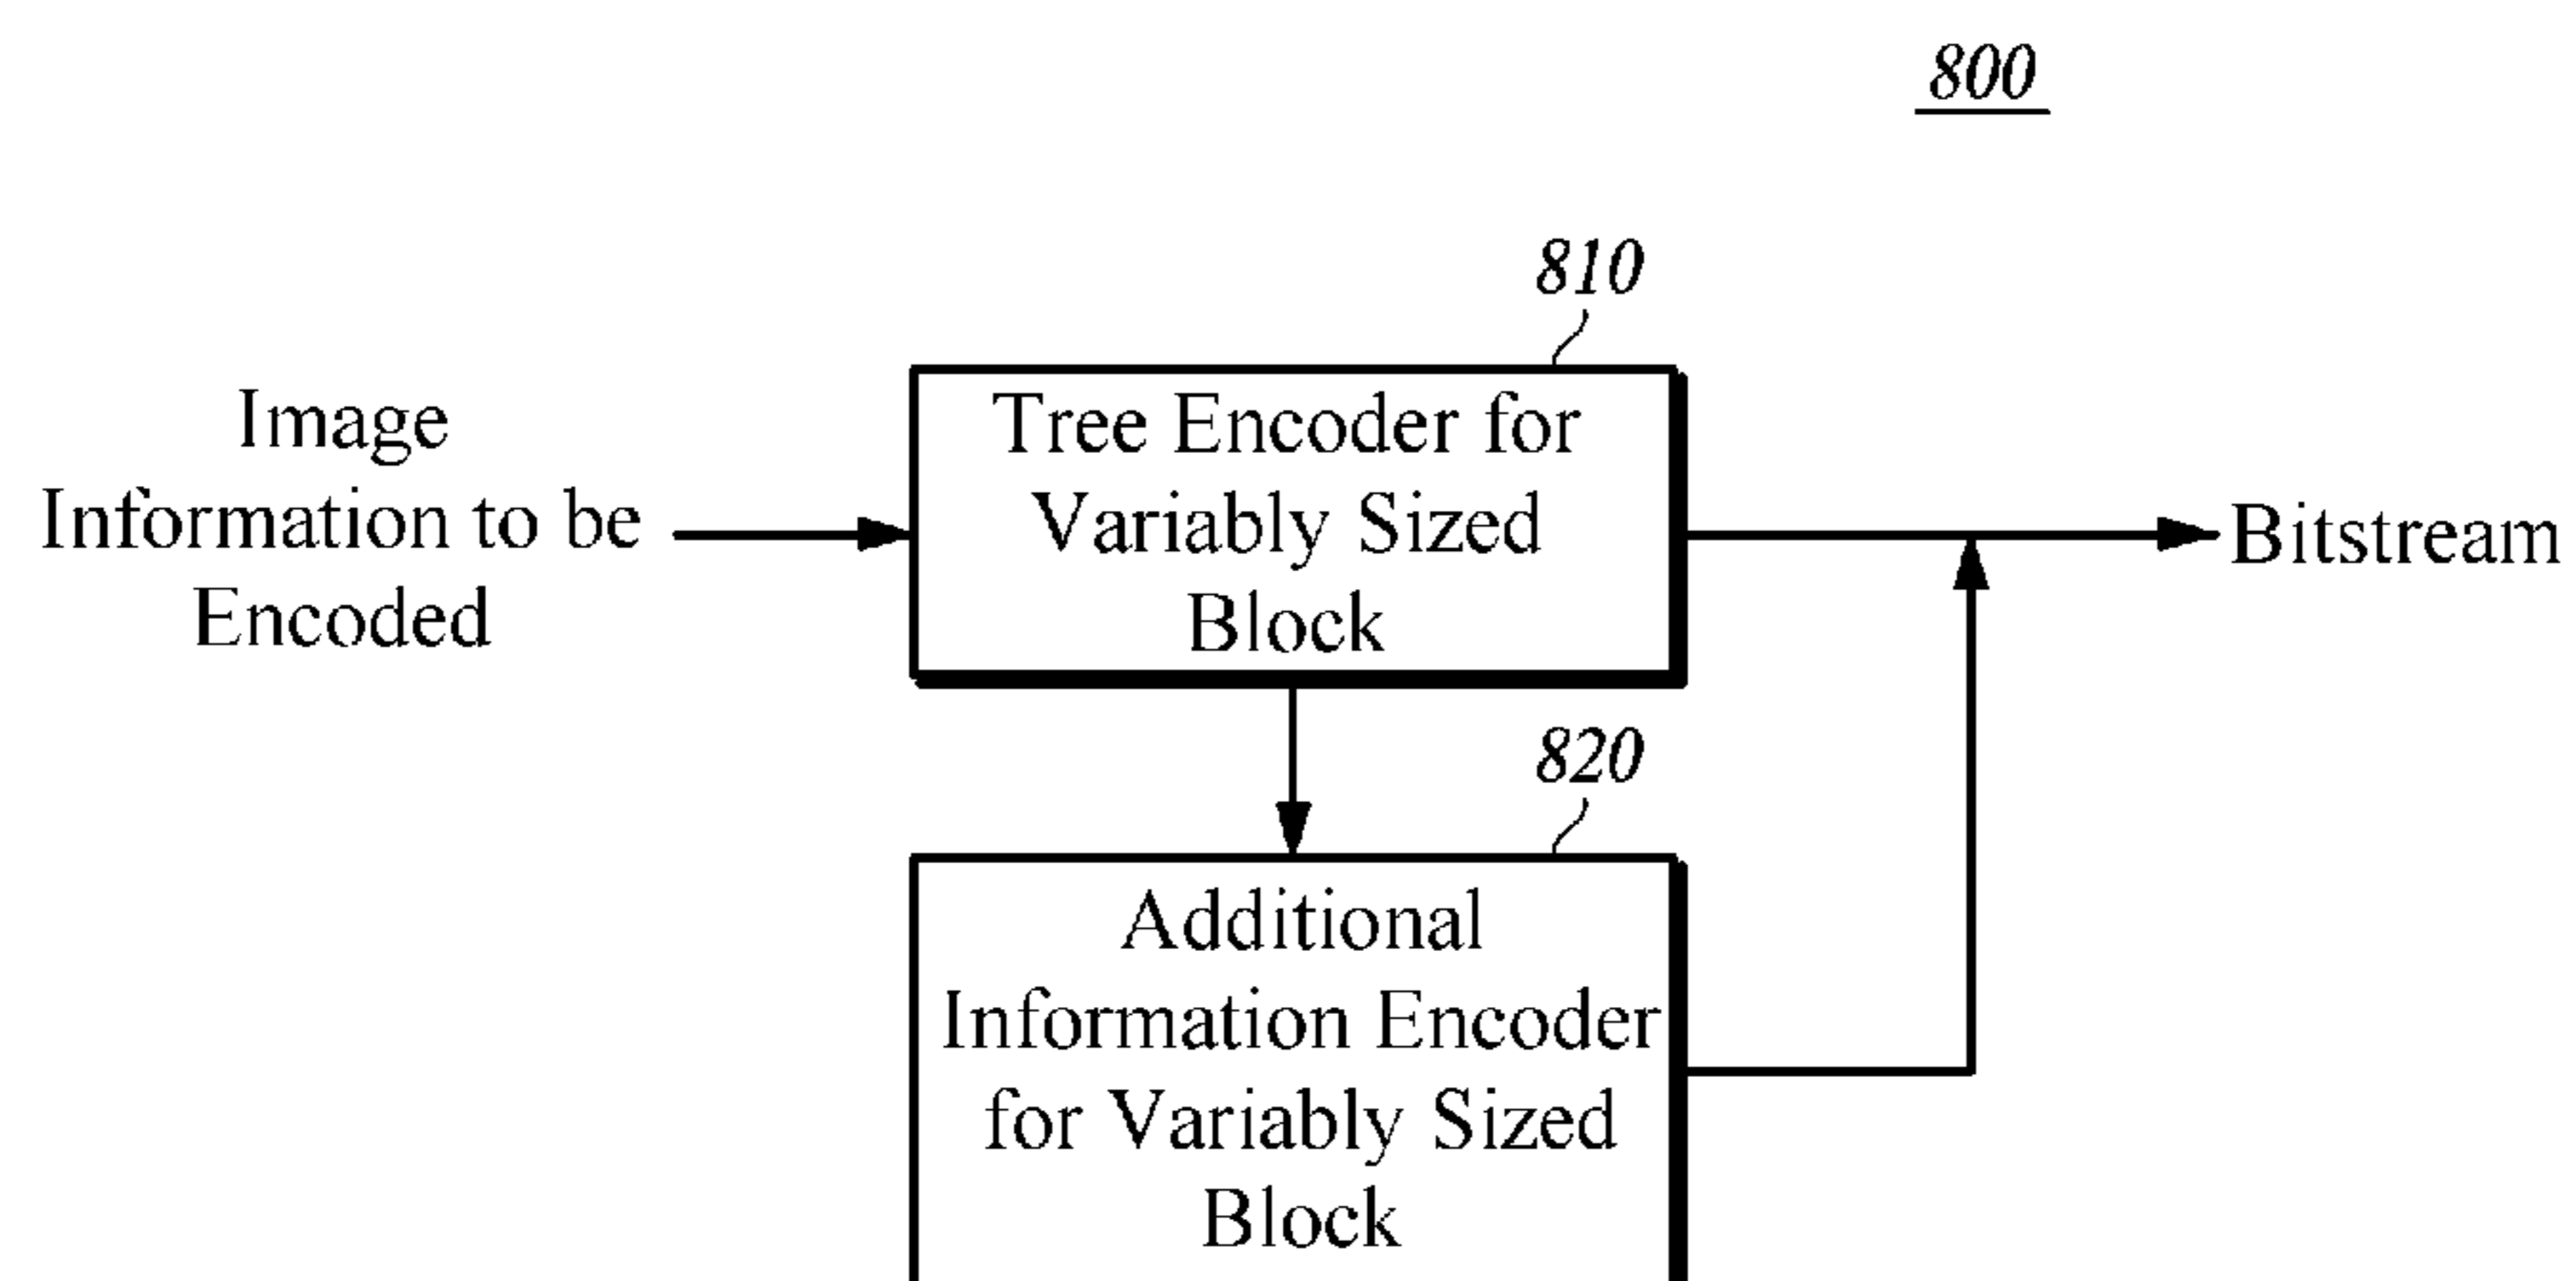 800
810
Image
Information to be
Encoded
Tree Encoder for
Variably Sized
Block
Bitstream
820
Additional
Information Encoder
for Variably Sized
Block